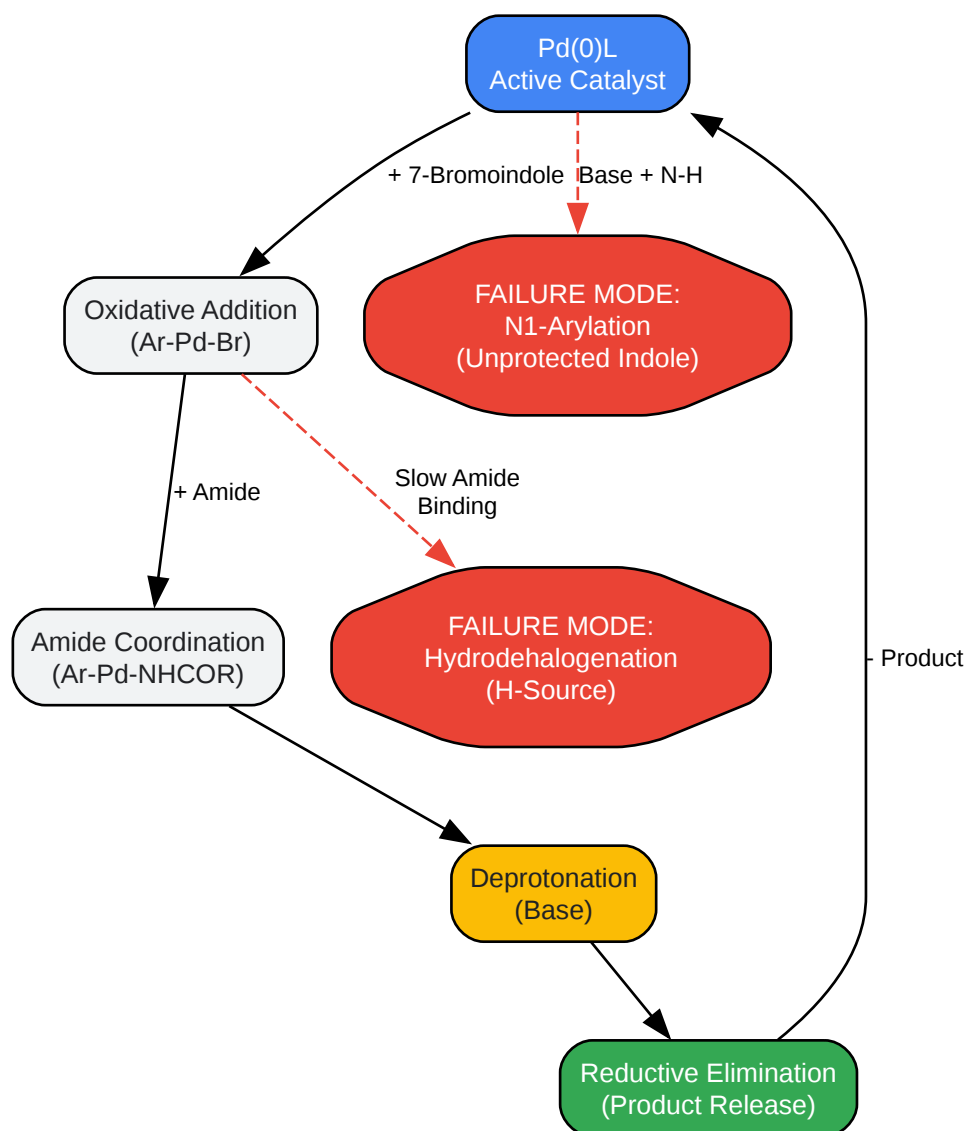 Pd(0)L
Active Catalyst
+ 7-Bromoindole
Base + N-H
FAILURE MODE:
N1-Arylation
(Unprotected Indole)
Oxidative Addition
(Ar-Pd-Br)
Slow Amide
Binding
+ Amide
FAILURE MODE:
Hydrodehalogenation
(H-Source)
Amide Coordination
(Ar-Pd-NHCOR)
- Product
Deprotonation
(Base)
Reductive Elimination
(Product Release)